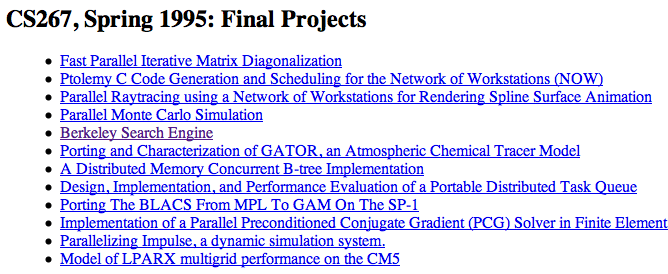 CS267, Spring 1995: Final Projects
Fast Parallel Iterative Matrix Diagonalization
Ptolemy C Code Generation and Scheduling for the Network of Workstations (NOW)
Parallel Raytracing using a Network of Workstations for Rendering Spline Surface Animation
Parallel Monte Carlo Simulation
Berkeley Search Engine
Porting and Characterization of GATOR, an Atmospheric Chemical Tracer Model
A Distributed Memory Concurrent B-tree Implementation
Design, Implementation, and Performance Evaluation of a Portable Distributed Task Queue
Porting The BLACS From MPL To GAM On The SP-1
Implementation of a Parallel Preconditioned Conjugate Gradient (PCG) Solver in Finite Element
Parallelizing Impulse, a dynamic simulation system.
Model of LPARX multigrid performance on the CM5